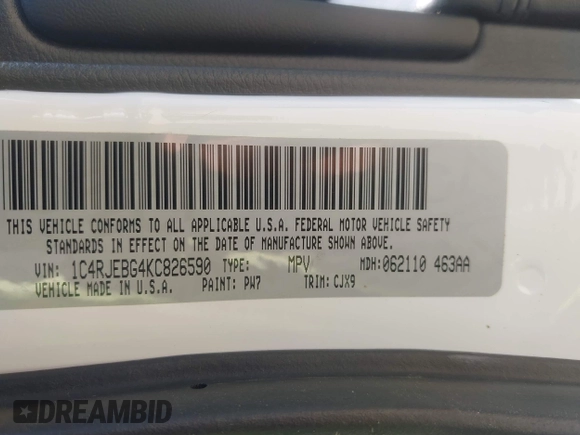 THIS VEHICLE CONFORMS TO ALL APPLICABLE U.S.A. FEDERAL MOTOR VEHICLE SAFETY
STANDARDS IN EFFECT ON THE DATE OF MANUFACTURE SHOWN ABOVE.
VIN: 1C4RJEBG4KC826590 TYPE: MPV MDH:062110 463AA
VEHICLE MADE IN U.S.A. PAINT: PW7 TRIM:CJX9
DREAMBID